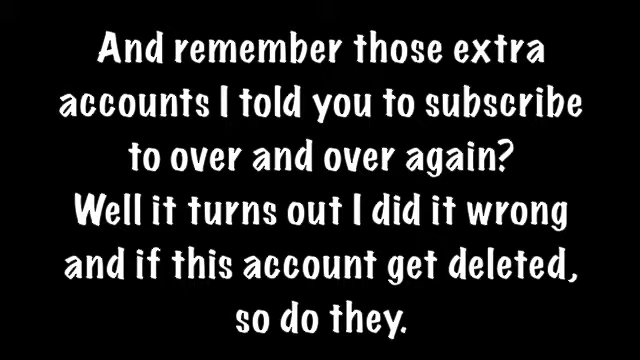 And remember those extra
accounts I told you to subscribe
to over and over again?
Well it turns out I did it wrong
and if this account get deleted,
so do they.